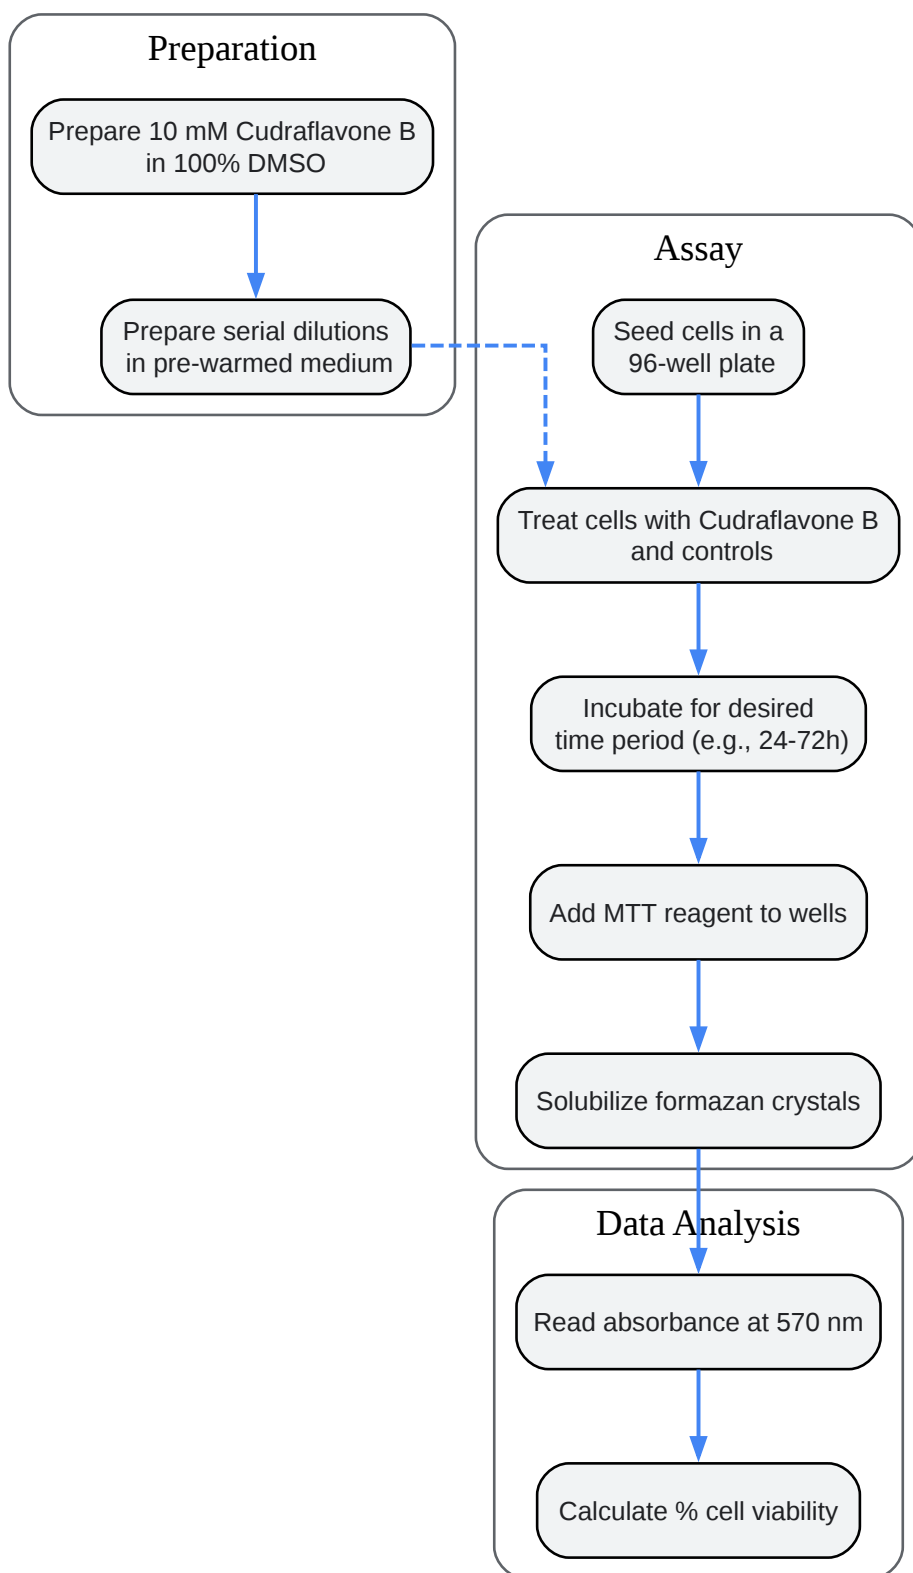 Preparation
Prepare 10 mM Cudraflavone B
in 100% DMSO
Prepare serial dilutions
in pre-warmed medium
Assay
Seed cells in a
96-well plate
Treat cells with Cudraflavone B
and controls
Incubate for desired
time period (e.g., 24-72h)
Add MTT reagent to wells
Solubilize formazan crystals
Data Analysis
Read absorbance at 570 nm
Calculate % cell viability